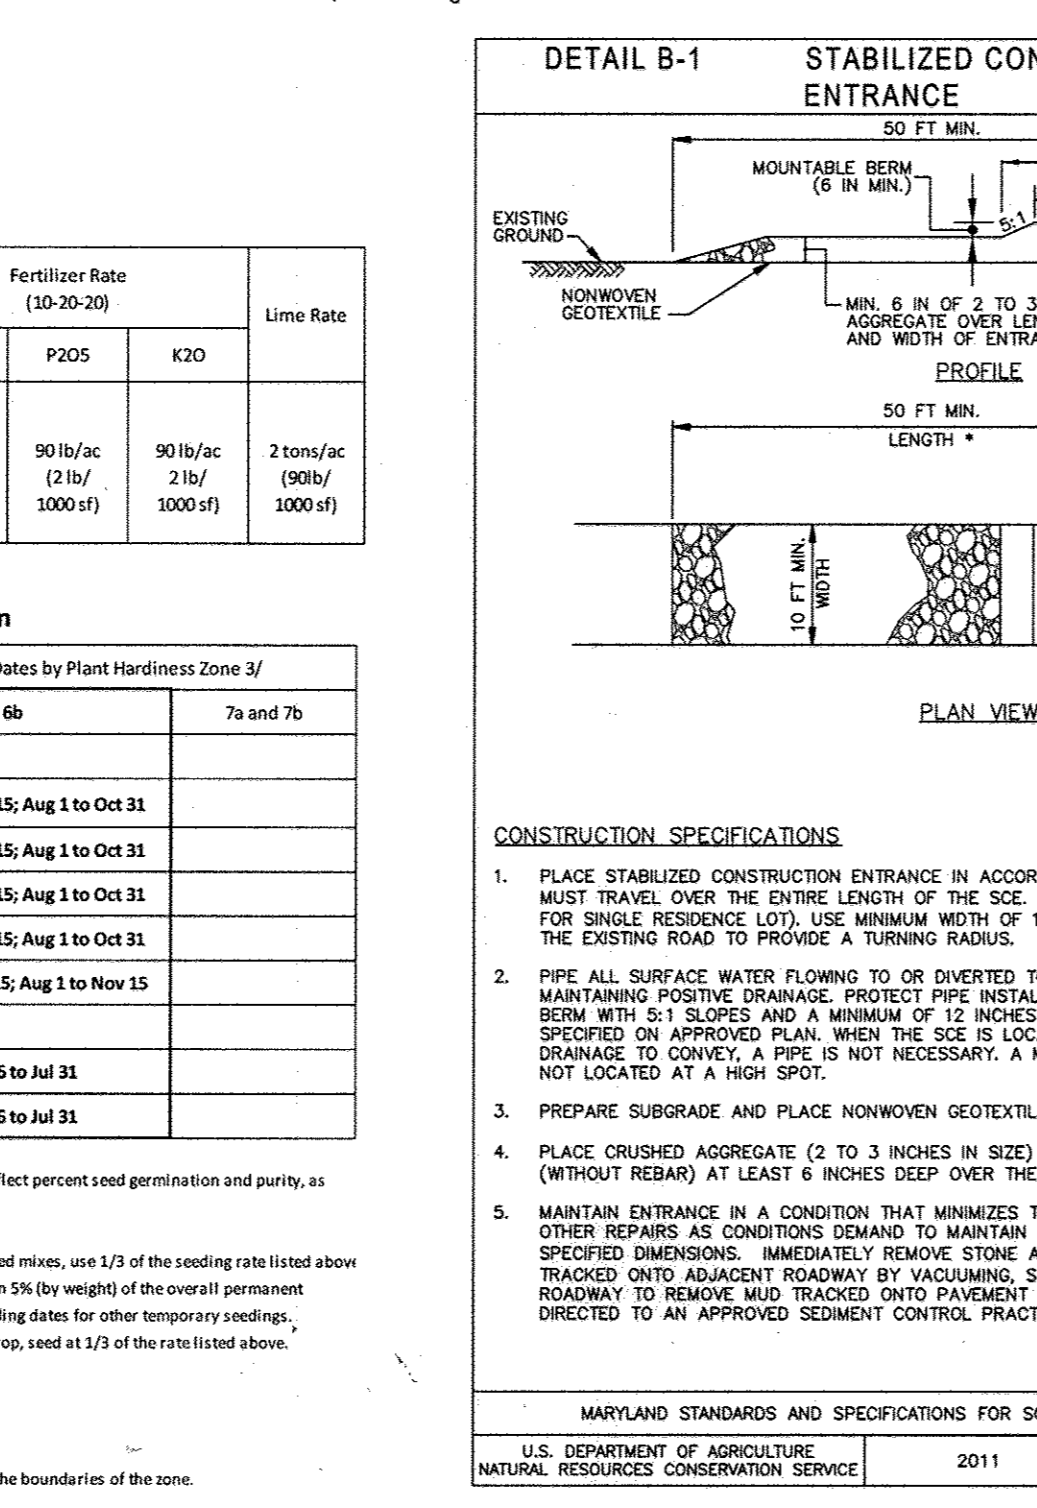 Fertilizer Rate
(10-20-20)
Lime Rate
P2O5
K2O
90 lb/ac
(2 lb/
1000 sf)
90 lb/ac
2 lb/
1000 sf)
2 tons/ac
(90lb/
1000 sf)
n
Dates by Plant Hardiness Zone 3/
6b
7a and 7b
15; Aug 1 to Oct 31
15; Aug 1 to Oct 31
15; Aug 1 to Oct 31
15; Aug 1 to Oct 31
15; Aug 1 to Nov 15
to Jul 31
to Jul 31
flect percent seed germination and purity, as
ed mixes, use 1/3 of the seeding rate listed above
n 5% (by weight) of the overall permanent
ding dates for other temporary seedings.
rop, seed at 1/3 of the rate listed above.
he boundaries of the zone.
DETAIL B-1
STABILIZED CON
ENTRANCE
50 FT MIN.
MOUNTABLE BERM
(6 IN MIN.)
5:1
EXISTING
GROUND
NONWOVEN
GEOTEXTILE
MIN. 6 IN OF 2 TO 3
AGGREGATE OVER LEN
AND WIDTH OF ENTRA
PROFILE
50 FT MIN.
LENGTH *
10 FT MIN.
WIDTH
PLAN VIEW
CONSTRUCTION SPECIFICATIONS
1. PLACE STABILIZED CONSTRUCTION ENTRANCE IN ACCOR
MUST TRAVEL OVER THE ENTIRE LENGTH OF THE SCE.
FOR SINGLE RESIDENCE LOT). USE MINIMUM WIDTH OF 1
THE EXISTING ROAD TO PROVIDE A TURNING RADIUS.
2. PIPE ALL SURFACE WATER FLOWING TO OR DIVERTED T
MAINTAINING POSITIVE DRAINAGE. PROTECT PIPE INSTAL
BERM WITH 5:1 SLOPES AND A MINIMUM OF 12 INCHES
SPECIFIED ON APPROVED PLAN. WHEN THE SCE IS LOC
DRAINAGE TO CONVEY, A PIPE IS NOT NECESSARY. A M
NOT LOCATED AT A HIGH SPOT.
3. PREPARE SUBGRADE AND PLACE NONWOVEN GEOTEXTIL
4. PLACE CRUSHED AGGREGATE (2 TO 3 INCHES IN SIZE)
(WITHOUT REBAR) AT LEAST 6 INCHES DEEP OVER THE
5. MAINTAIN ENTRANCE IN A CONDITION THAT MINIMIZES T
OTHER REPAIRS AS CONDITIONS DEMAND TO MAINTAIN
SPECIFIED DIMENSIONS. IMMEDIATELY REMOVE STONE A
TRACKED ONTO ADJACENT ROADWAY BY VACUUMING, S
ROADWAY TO REMOVE MUD TRACKED ONTO PAVEMENT
DIRECTED TO AN APPROVED SEDIMENT CONTROL PRACT
MARYLAND STANDARDS AND SPECIFICATIONS FOR S
U.S. DEPARTMENT OF AGRICULTURE
NATURAL RESOURCES CONSERVATION SERVICE
2011